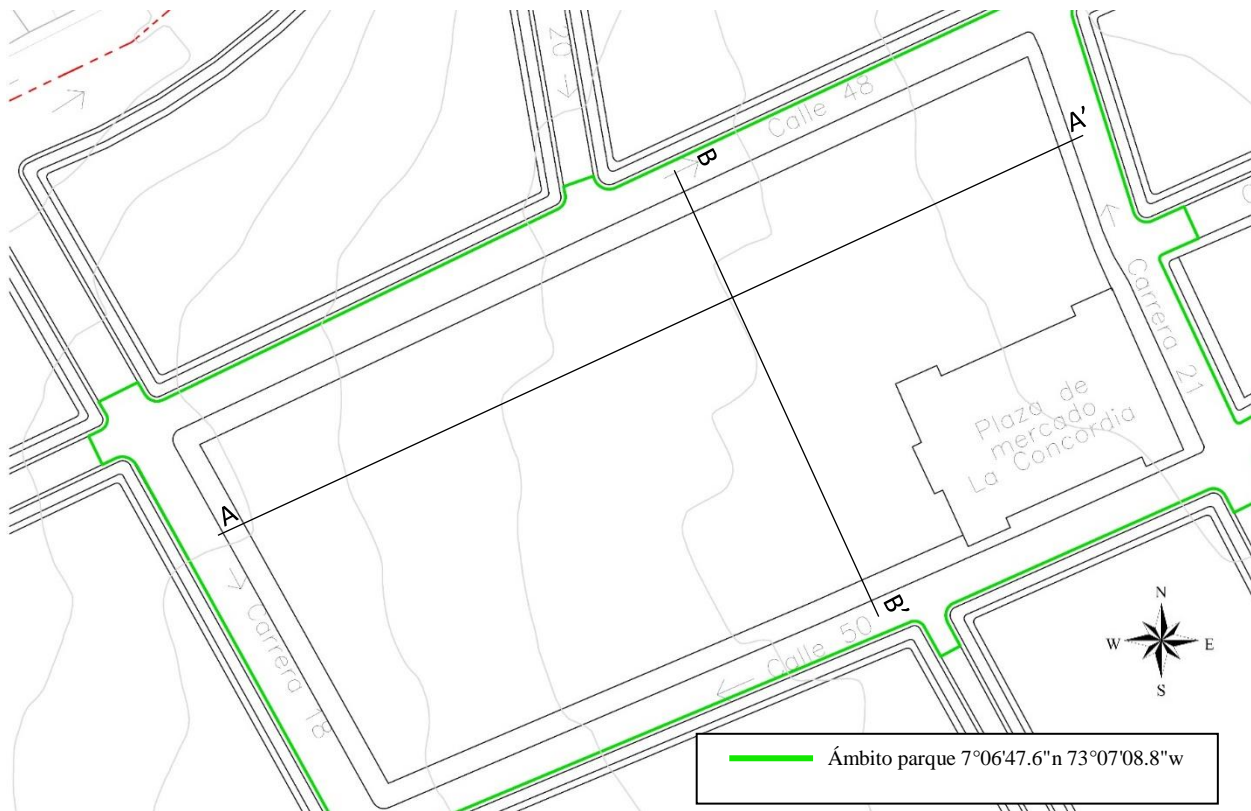 20
Calle 48
A'
B
Carrera 21
Plaza de
mercado
La Concordia
A
Carrera 18
B'
Calle 50
N
W
E
S
Ámbito parque 7°06'47.6"n 73°07'08.8"w